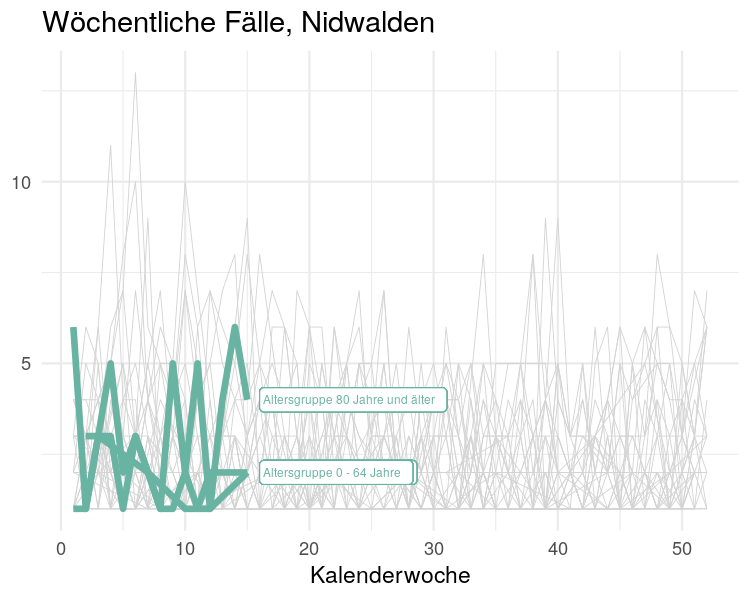 Wöchentliche Fälle, Nidwalden
10
5
Altersgruppe 80 Jahre und älter
Altersgruppe 0 - 64 Jahre
0 10 20 30 40 50
Kalenderwoche